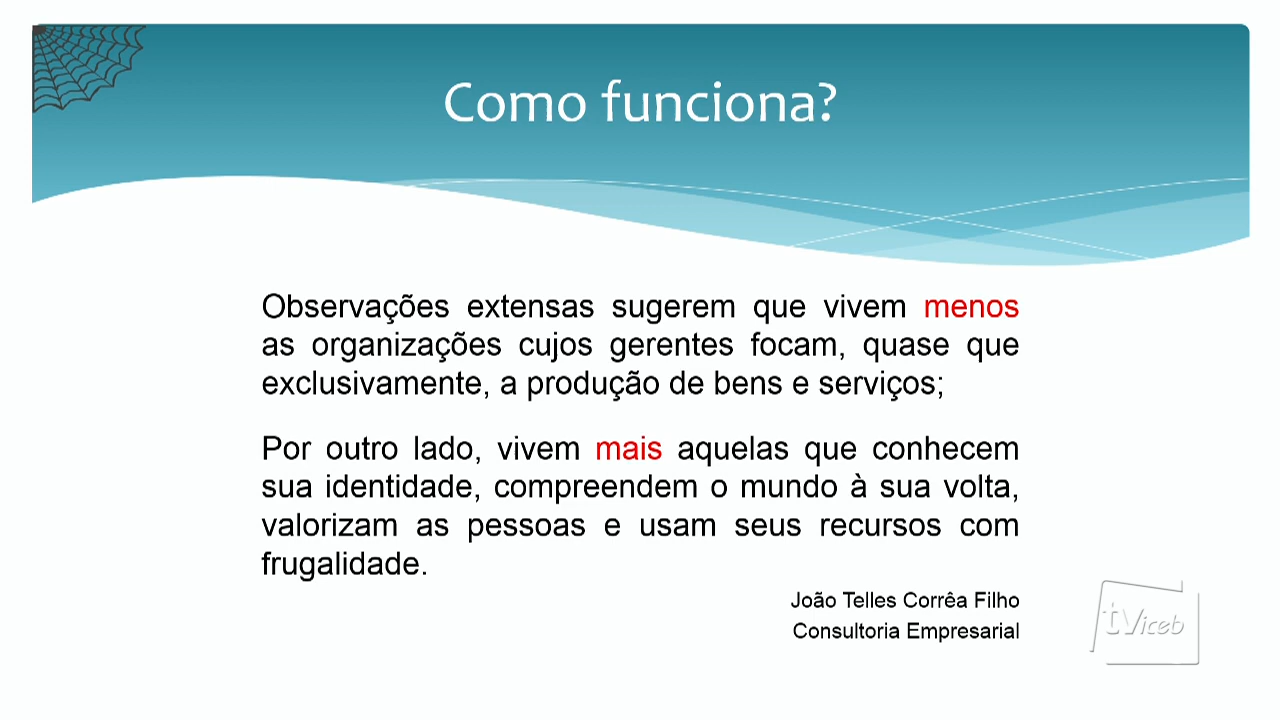 Como funciona?
Observações extensas sugerem que vivem menos
as organizações cujos gerentes focam, quase que
exclusivamente, a produção de bens e serviços;
Por outro lado, vivem mais aquelas que conhecem
sua identidade, compreendem o mundo à sua volta,
valorizam as pessoas e usam seus recursos com
frugalidade.
João Telles Corrêa Filho
Consultoria Empresarial
tViceb